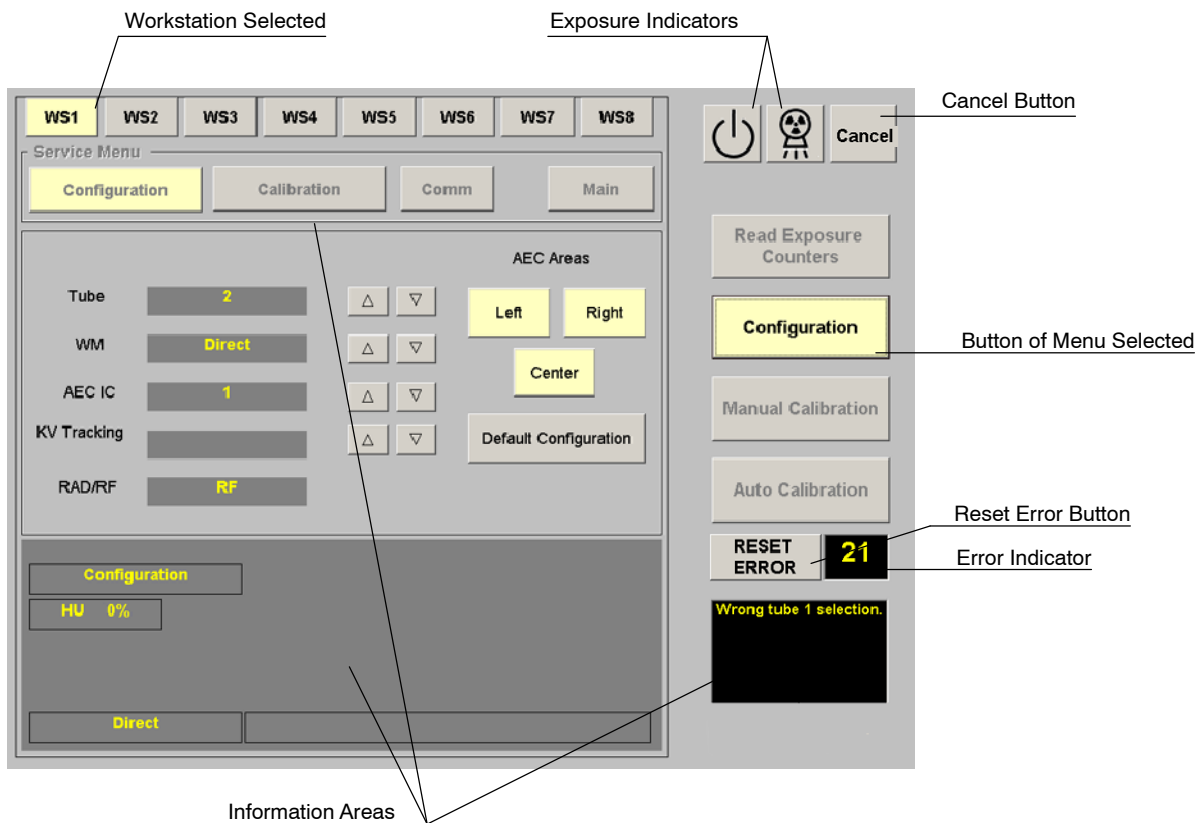 Workstation Selected
Exposure Indicators
Cancel Button
WS1 WS2 WS3 WS4 WS5 WS6 WS7 WS8
Cancel
Service Menu
Configuration Calibration Comm Main
Read Exposure
Counters
AEC Areas
Tube 2
Left Right
Configuration
Button of Menu Selected
WM Direct
Center
AEC IC 1
Manual Calibration
KV Tracking
Default Configuration
RAD/RF RF
Auto Calibration
Reset Error Button
RESET
ERROR
21
Error Indicator
Configuration
HU 0%
Wrong tube 1 selection.
Direct
Information Areas